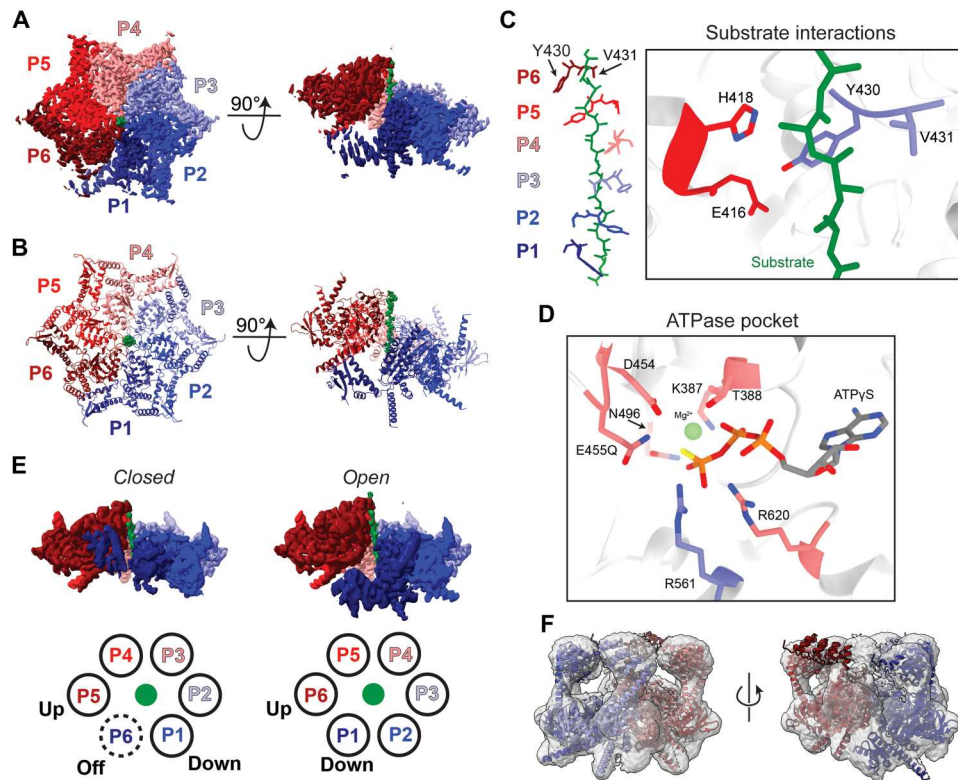 A
P4
P5
P3
P6
P2
P1
90°
B
P4
P5
P3
P6
P2
P1
90°
C
Y430
V431
P6
P5
P4
P3
P2
P1
Substrate interactions
H418
Y430
V431
E416
Substrate
D
ATPase pocket
D454
K387
T388
ATPγS
N496
Mg²⁺
E455Q
R620
R561
E
Closed
Open
P4
P3
P5
P2
Up
P6
P1
Off
Down
P5
P4
P6
P3
Up
P1
P2
Down
F